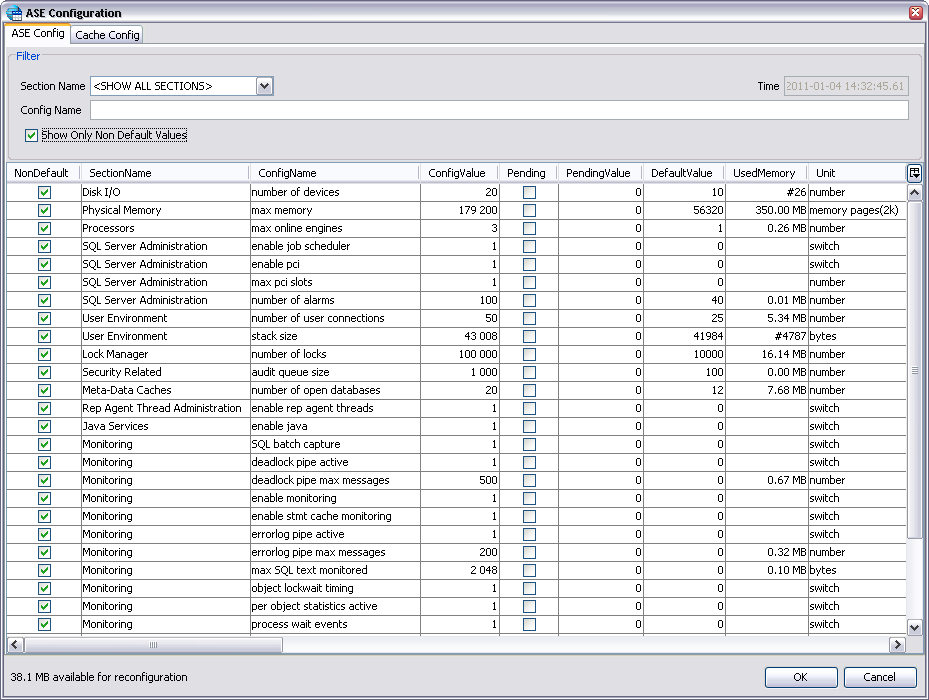 ASE Configuration
ASE Config Cache Config
Filter
Section Name <SHOW ALL SECTIONS> Time 2011-01-04 14:32:45.61
Config Name
Show Only Non Default Values
NonDefault SectionName ConfigName ConfigValue Pending PendingValue DefaultValue UsedMemory Unit
Disk I/O number of devices 20 0 10 #26 number
Physical Memory max memory 179 200 0 56320 350.00 MB memory pages(2k)
Processors max online engines 3 0 1 0.26 MB number
SQL Server Administration enable job scheduler 1 0 0 switch
SQL Server Administration enable pci 1 0 0 switch
SQL Server Administration max pci slots 1 0 0 number
SQL Server Administration number of alarms 100 0 40 0.01 MB number
User Environment number of user connections 50 0 25 5.34 MB number
User Environment stack size 43 008 0 41984 #4787 bytes
Lock Manager number of locks 100 000 0 10000 16.14 MB number
Security Related audit queue size 1 000 0 100 0.00 MB number
Meta-Data Caches number of open databases 20 0 12 7.68 MB number
Rep Agent Thread Administration enable rep agent threads 1 0 0 switch
Java Services enable java 1 0 0 switch
Monitoring SQL batch capture 1 0 0 switch
Monitoring deadlock pipe active 1 0 0 switch
Monitoring deadlock pipe max messages 500 0 0 0.67 MB number
Monitoring enable monitoring 1 0 0 switch
Monitoring enable stmt cache monitoring 1 0 0 switch
Monitoring errorlog pipe active 1 0 0 switch
Monitoring errorlog pipe max messages 200 0 0 0.32 MB number
Monitoring max SQL text monitored 2 048 0 0 0.10 MB bytes
Monitoring object lockwait timing 1 0 0 switch
Monitoring per object statistics active 1 0 0 switch
Monitoring process wait events 1 0 0 switch
38.1 MB available for reconfiguration OK Cancel